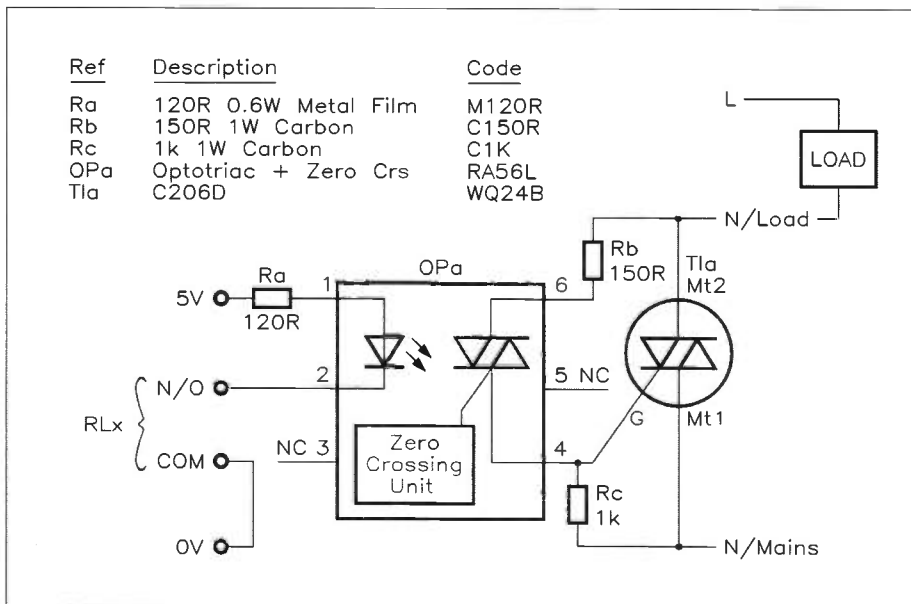 Ref Description Code
Ra 120R 0.6W Metal Film M120R
Rb 150R 1W Carbon C150R
Rc 1k 1W Carbon C1K
OPa Optotriac + Zero Crs RA56L
TIa C206D WQ24B
L
LOAD
N/Load
Rb
150R
TIa
Mt2
OPa
Ra
5V
120R
1
6
N/O
2
5 NC
RLx
G
Mt1
NC 3
4
COM
Zero
Crossing
Unit
Rc
1k
0V
N/Mains